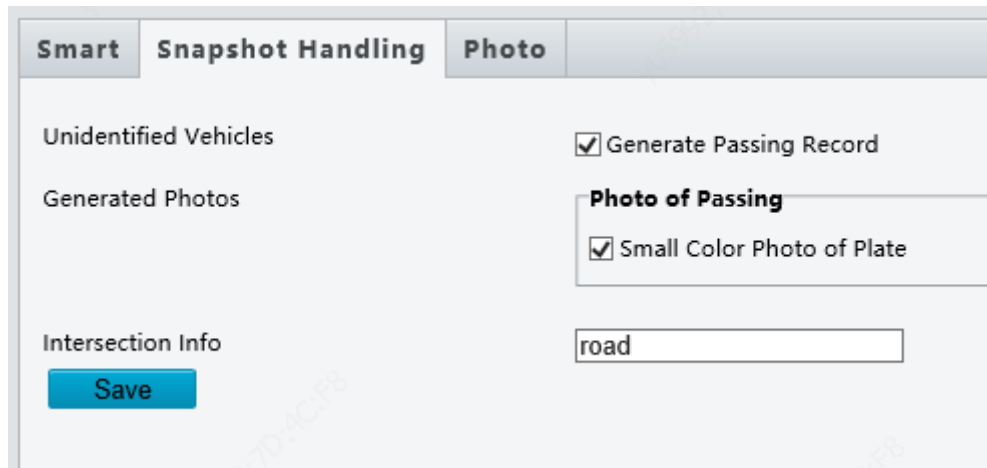 Smart Snapshot Handling Photo
Unidentified Vehicles Generate Passing Record
Generated Photos Photo of Passing
Small Color Photo of Plate
Intersection Info road
Save